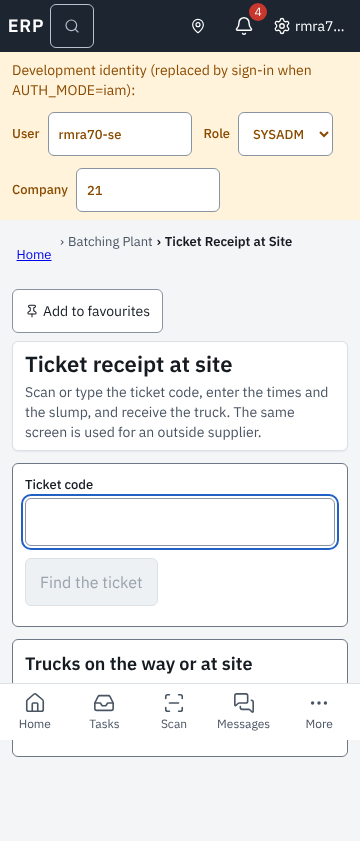 ERP
4
rmra7...
Development identity (replaced by sign-in when
AUTH_MODE=iam):
User
rmra70-se
Role
SYSADM
Company
21
Home
› Batching Plant › Ticket Receipt at Site
Add to favourites
Ticket receipt at site
Scan or type the ticket code, enter the times and
the slump, and receive the truck. The same
screen is used for an outside supplier.
Ticket code
Find the ticket
Trucks on the way or at site
Home
Tasks
Scan
Messages
More